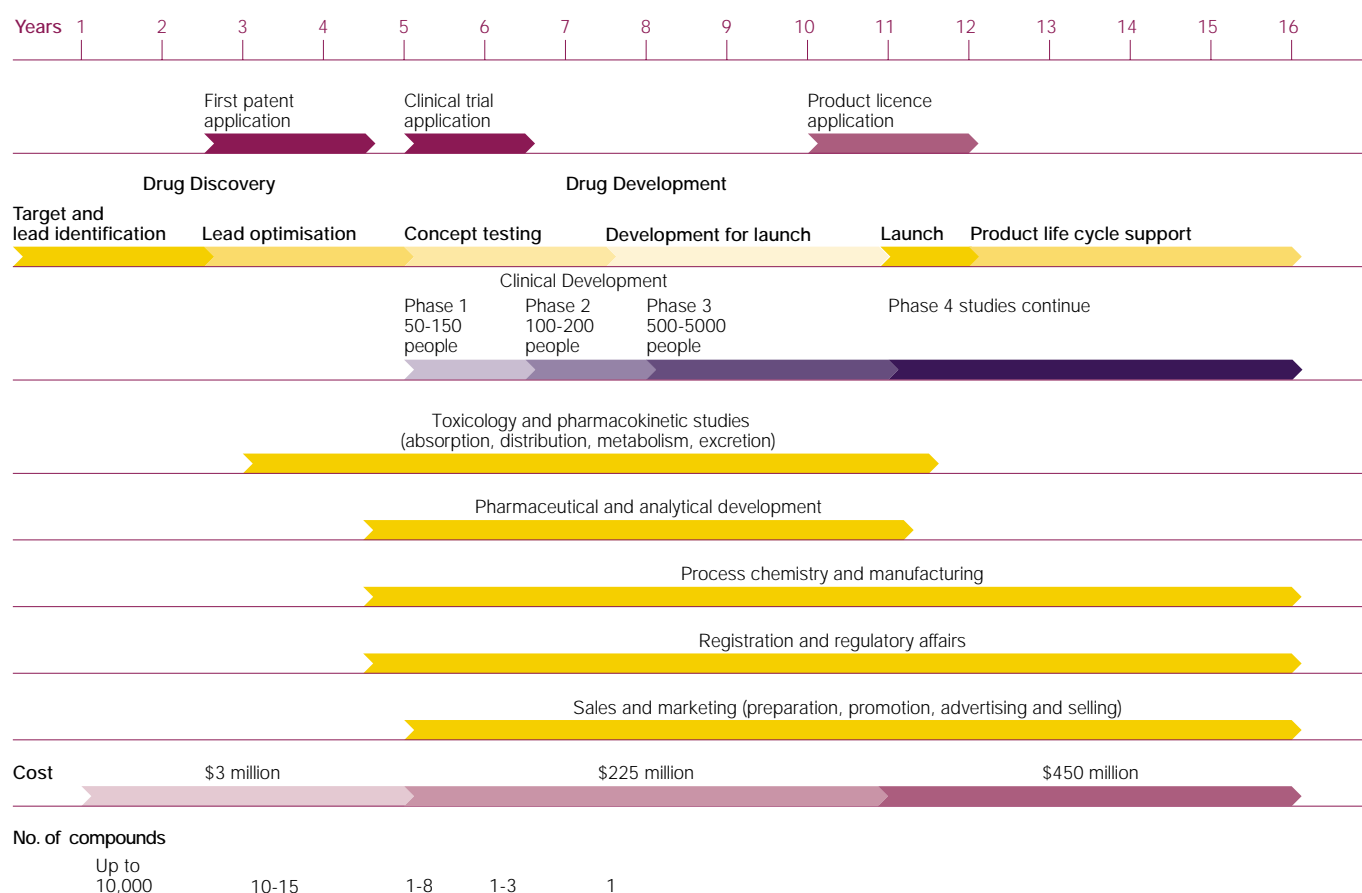 Years 1 2 3 4 5 6 7 8 9 10 11 12 13 14 15 16
First patent
application
Clinical trial
application
Product licence
application
Drug Discovery
Drug Development
Target and
lead identification
Lead optimisation
Concept testing
Development for launch
Launch
Product life cycle support
Clinical Development
Phase 1
50-150
people
Phase 2
100-200
people
Phase 3
500-5000
people
Phase 4 studies continue
Toxicology and pharmacokinetic studies
(absorption, distribution, metabolism, excretion)
Pharmaceutical and analytical development
Process chemistry and manufacturing
Registration and regulatory affairs
Sales and marketing (preparation, promotion, advertising and selling)
Cost
$3 million
$225 million
$450 million
No. of compounds
Up to
10,000
10-15
1-8
1-3
1